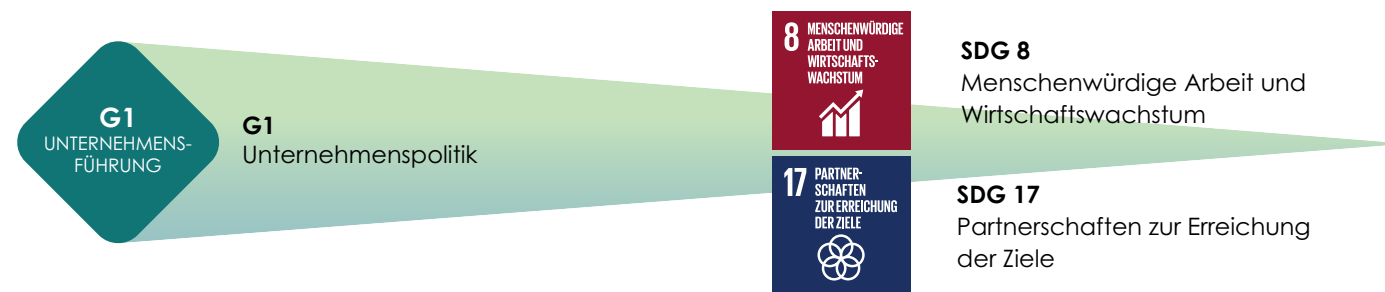 G1
UNTERNEHMENS-
FÜHRUNG
G1
Unternehmenspolitik
8 MENSCHENWÜRDIGE
ARBEIT UND
WIRTSCHAFTS-
WACHSTUM
SDG 8
Menschenwürdige Arbeit und
Wirtschaftswachstum
17 PARTNER-
SCHAFTEN
ZUR ERREICHUNG
DER ZIELE
SDG 17
Partnerschaften zur Erreichung
der Ziele